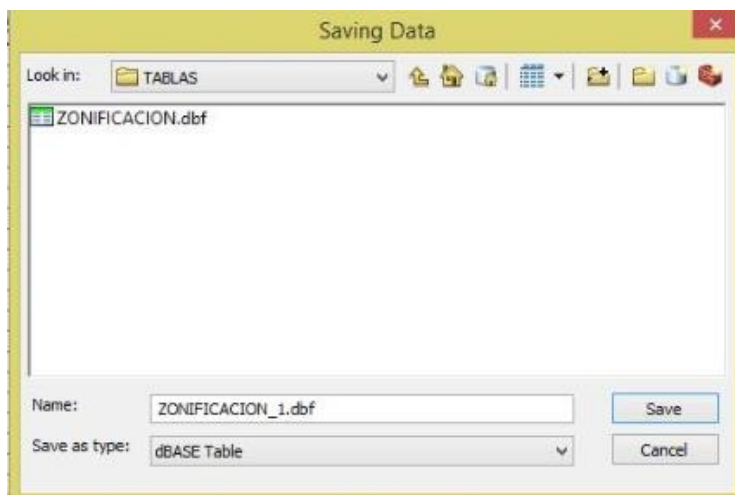 Saving Data
Look in: TABLAS
ZONIFICACION.dbf
Name: ZONIFICACION_1.dbf Save
Save as type: dBASE Table Cancel